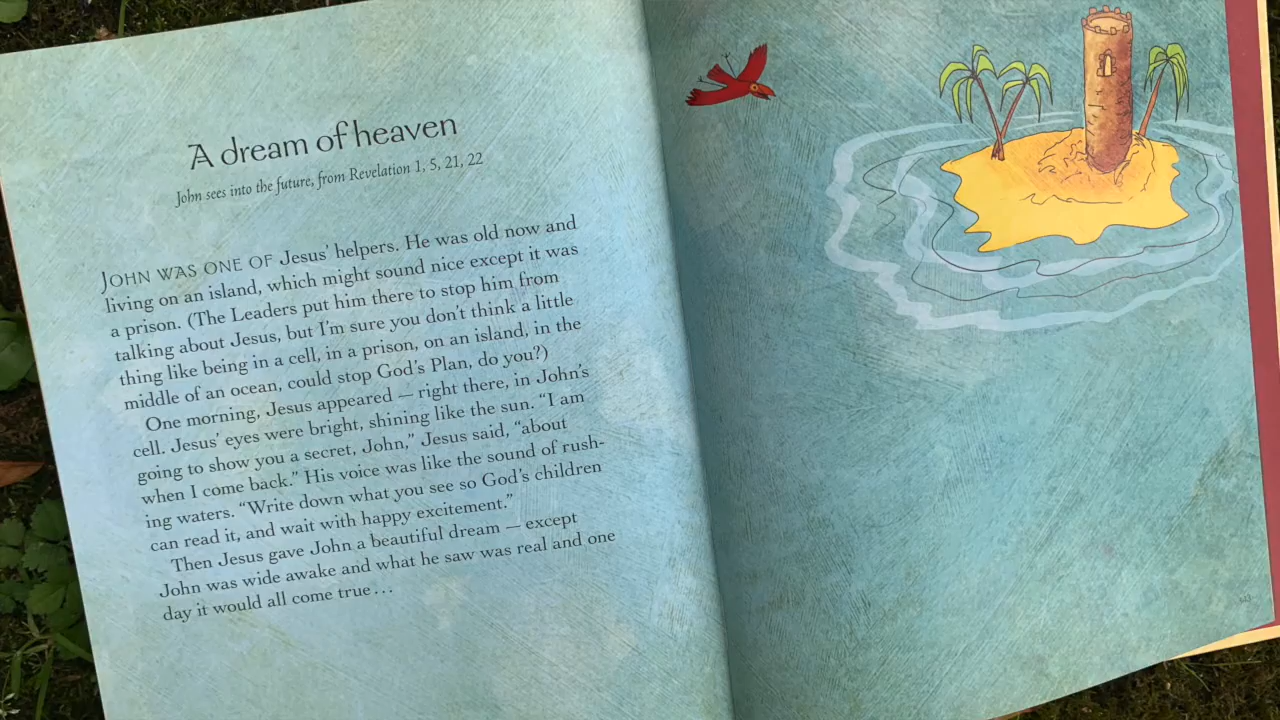 A dream of heaven
John sees into the future, from Revelation 1, 5, 21, 22
JOHN WAS ONE OF Jesus' helpers. He was old now and
living on an island, which might sound nice except it was
a prison. (The Leaders put him there to stop him from
talking about Jesus, but I'm sure you don't think a little
thing like being in a cell, in a prison, on an island, in the
middle of an ocean, could stop God's Plan, do you?)
One morning, Jesus appeared — right there, in John's
cell. Jesus' eyes were bright, shining like the sun. “I am
going to show you a secret, John,” Jesus said, “about
when I come back.” His voice was like the sound of rush-
ing waters. “Write down what you see so God's children
can read it, and wait with happy excitement.”
Then Jesus gave John a beautiful dream — except
John was wide awake and what he saw was real and one
day it would all come true . . .